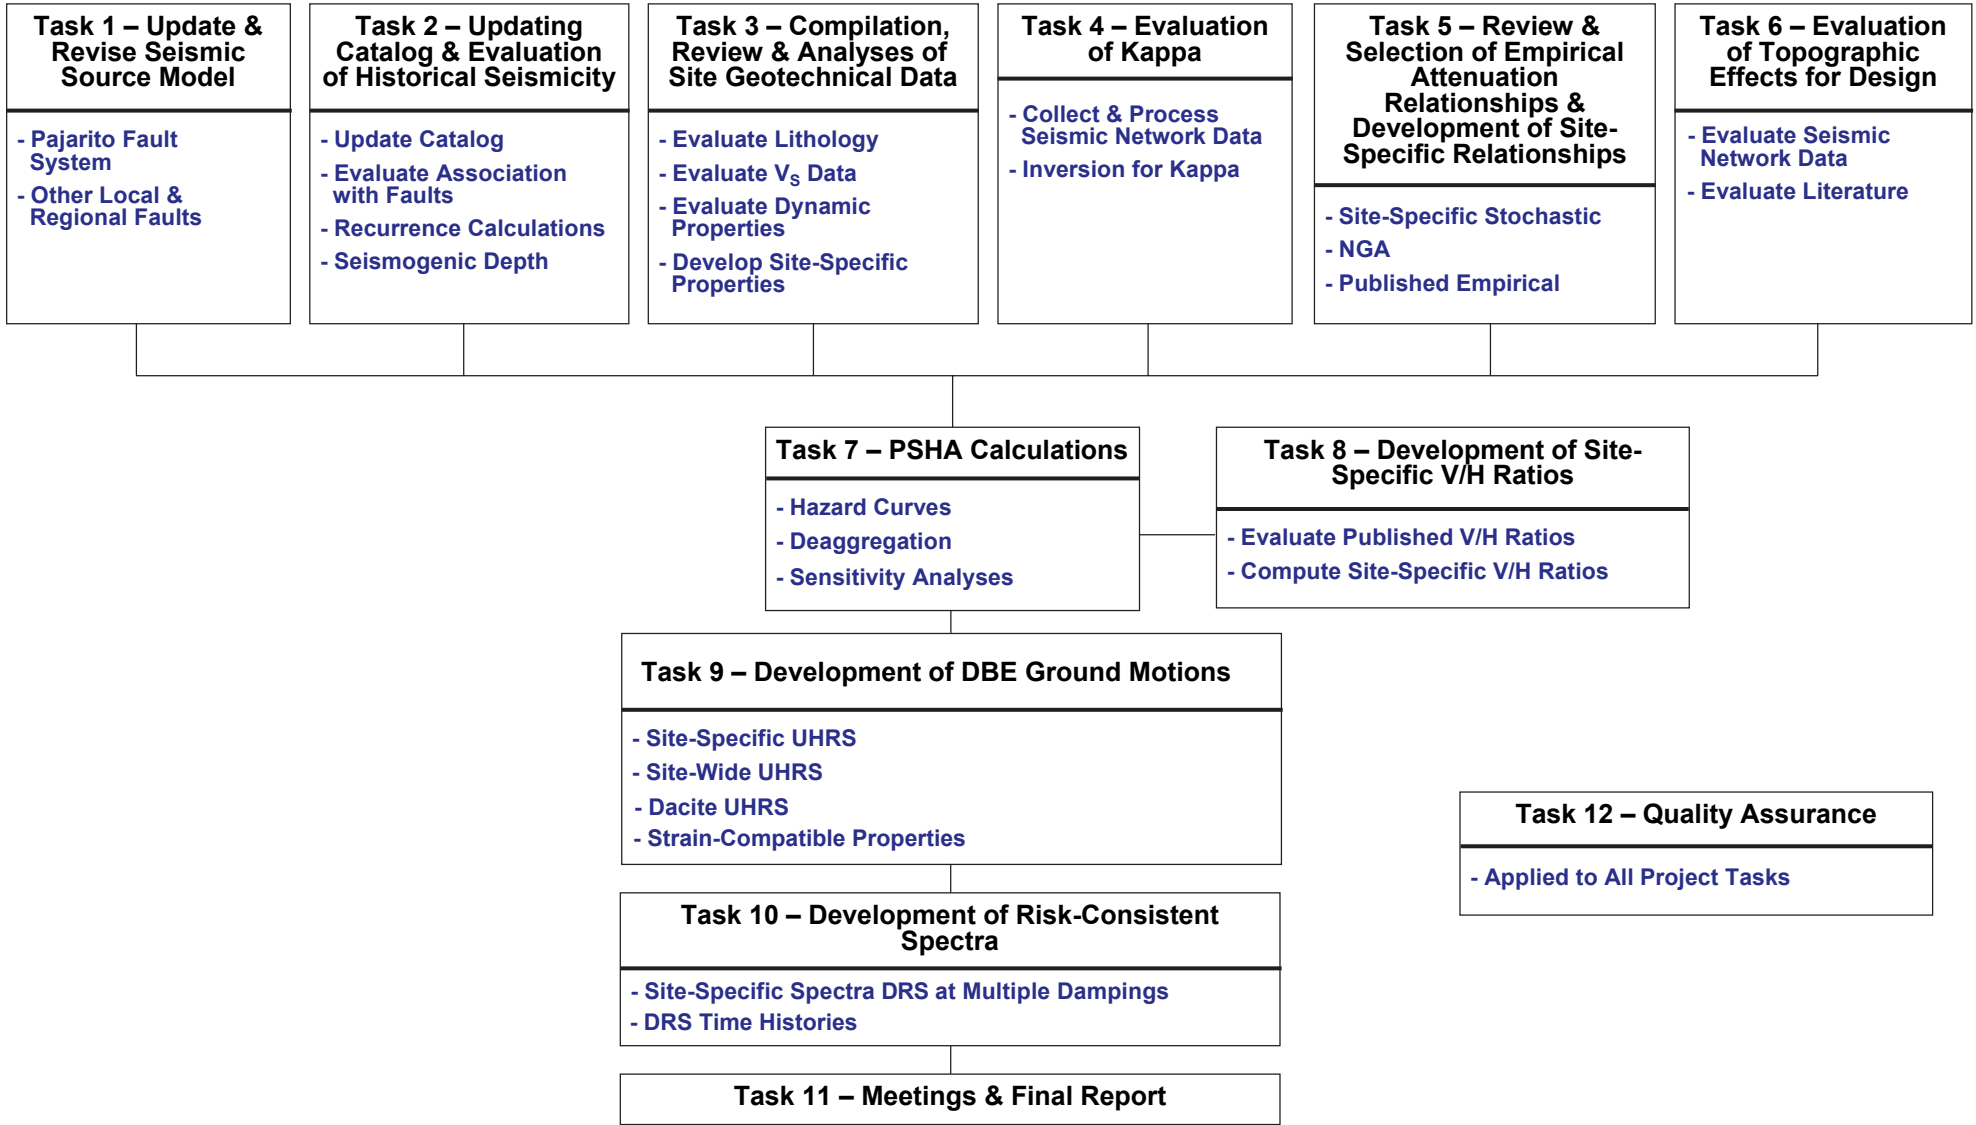 Task 1 – Update &
Revise Seismic
Source Model
- Pajarito Fault
System
- Other Local &
Regional Faults
Task 2 – Updating
Catalog & Evaluation
of Historical Seismicity
- Update Catalog
- Evaluate Association
with Faults
- Recurrence Calculations
- Seismogenic Depth
Task 3 – Compilation,
Review & Analyses of
Site Geotechnical Data
- Evaluate Lithology
- Evaluate VS Data
- Evaluate Dynamic
Properties
- Develop Site-Specific
Properties
Task 4 – Evaluation
of Kappa
- Collect & Process
Seismic Network Data
- Inversion for Kappa
Task 5 – Review &
Selection of Empirical
Attenuation
Relationships &
Development of Site-
Specific Relationships
- Site-Specific Stochastic
- NGA
- Published Empirical
Task 6 – Evaluation
of Topographic
Effects for Design
- Evaluate Seismic
Network Data
- Evaluate Literature
Task 7 – PSHA Calculations
- Hazard Curves
- Deaggregation
- Sensitivity Analyses
Task 8 – Development of Site-
Specific V/H Ratios
- Evaluate Published V/H Ratios
- Compute Site-Specific V/H Ratios
Task 9 – Development of DBE Ground Motions
- Site-Specific UHRS
- Site-Wide UHRS
- Dacite UHRS
- Strain-Compatible Properties
Task 12 – Quality Assurance
- Applied to All Project Tasks
Task 10 – Development of Risk-Consistent
Spectra
- Site-Specific Spectra DRS at Multiple Dampings
- DRS Time Histories
Task 11 – Meetings & Final Report